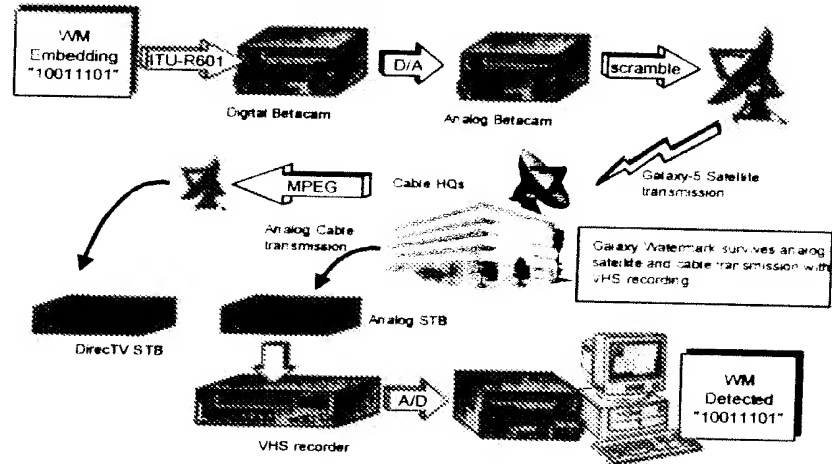 WM
Embedding
"10011101"
ITU-R601
D/A
scramble
Digital Betacam
Analog Betacam
MPEG
Cable HQs
Galaxy-5 Satellite
transmission
Analog Cable
transmission
Galaxy Watermark survives analog
satellite and cable transmission with
VHS recording
DirecTV STB
Analog STB
A/D
WM
Detected
"10011101"
VHS recorder